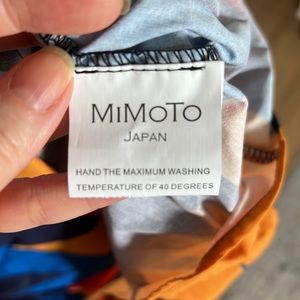 MiMoTo
JAPAN
HAND THE MAXIMUM WASHING
TEMPERATURE OF 40 DEGREES